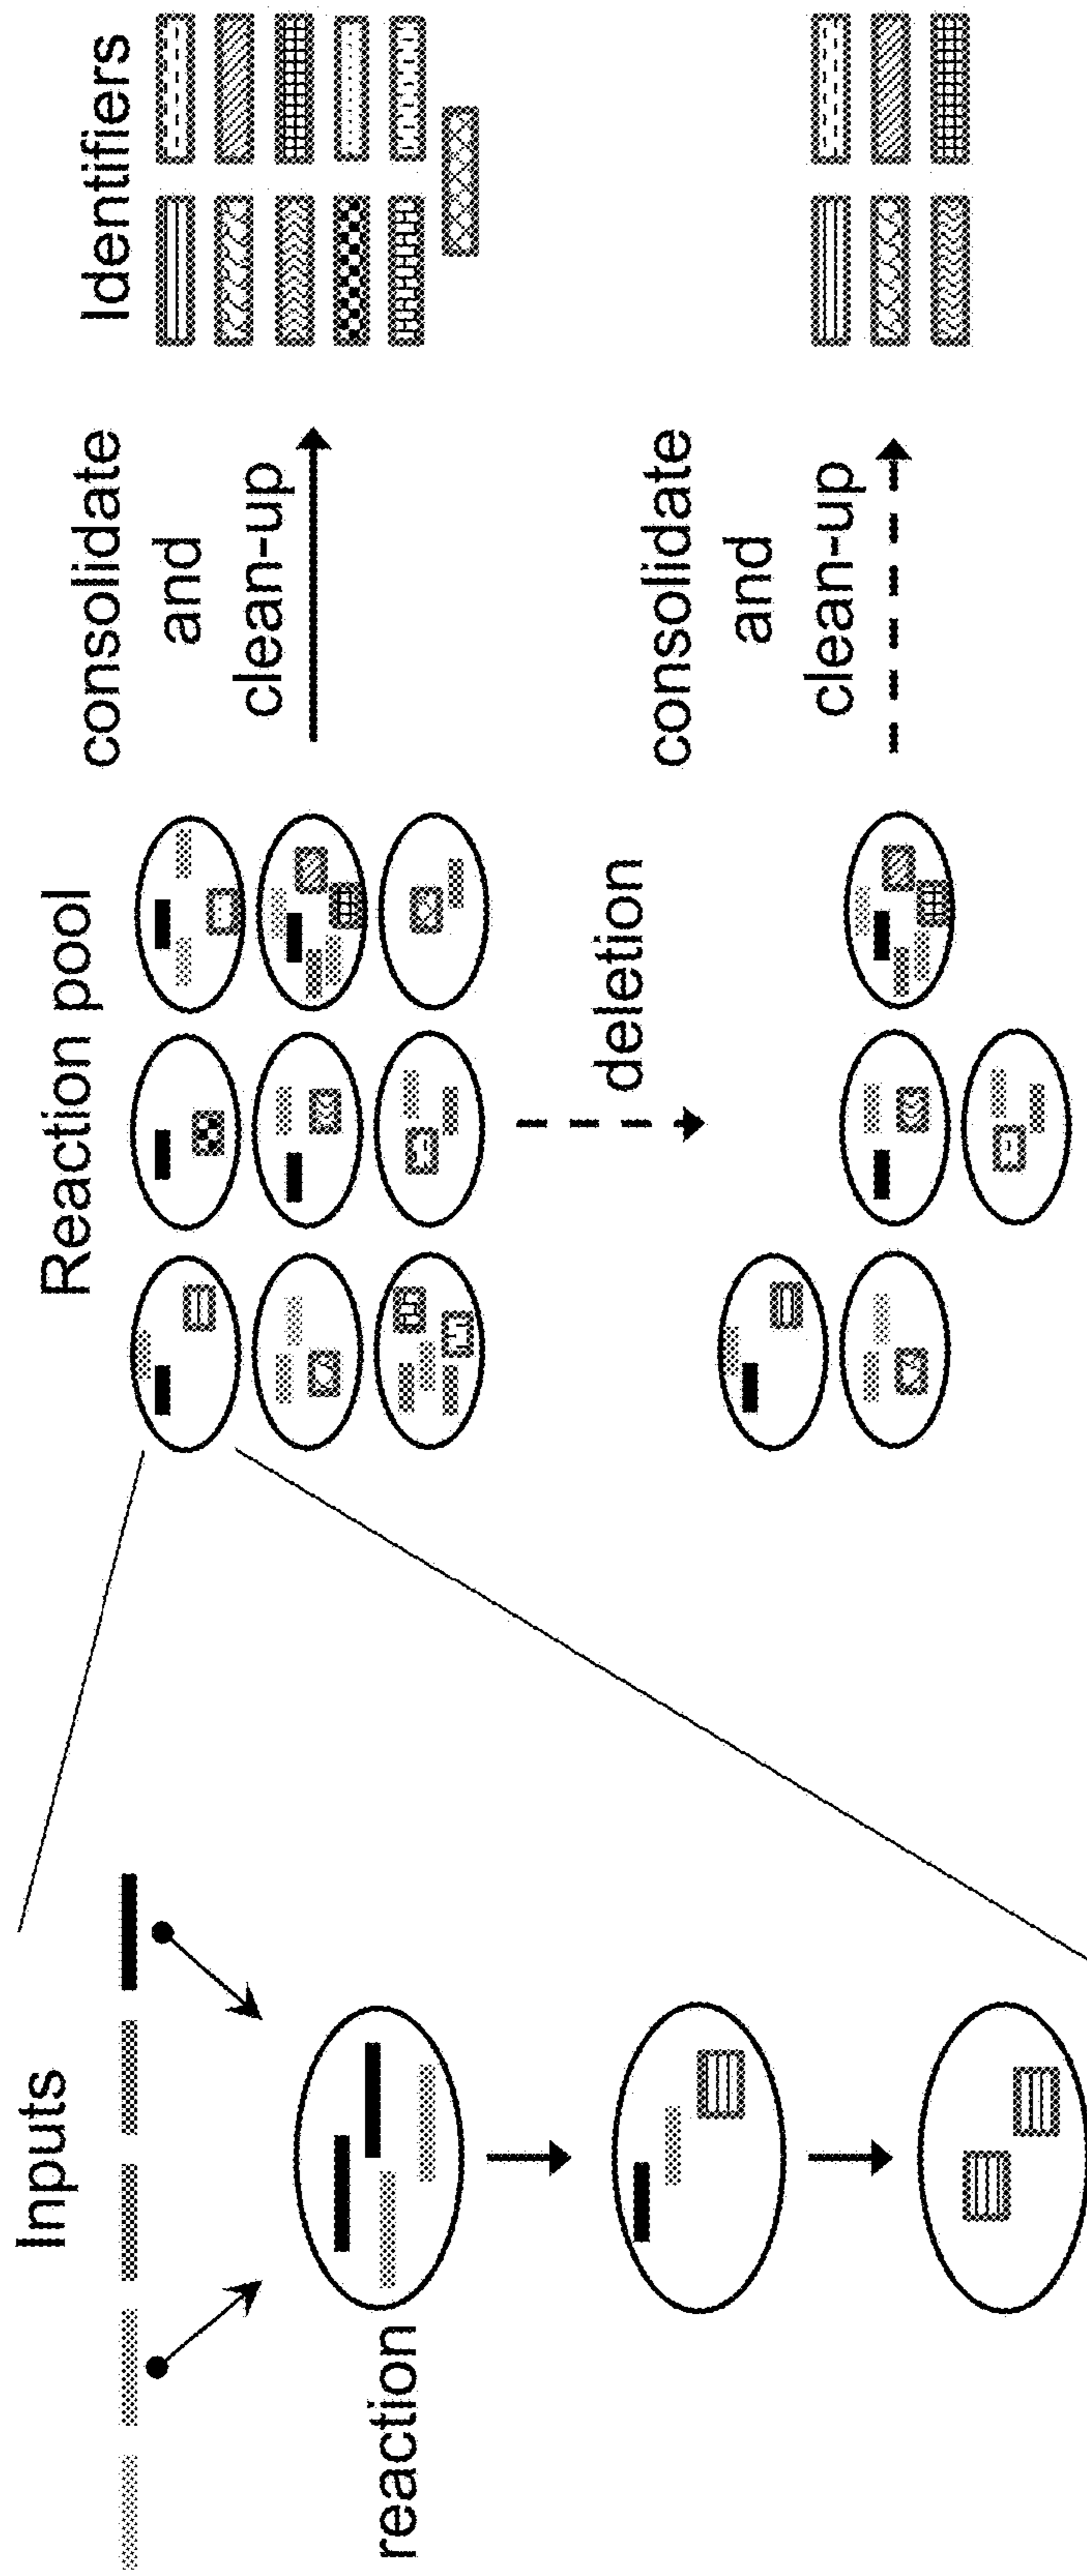 Inputs
reaction
Reaction pool
deletion
consolidate
and
clean-up
consolidate
and
clean-up
Identifiers